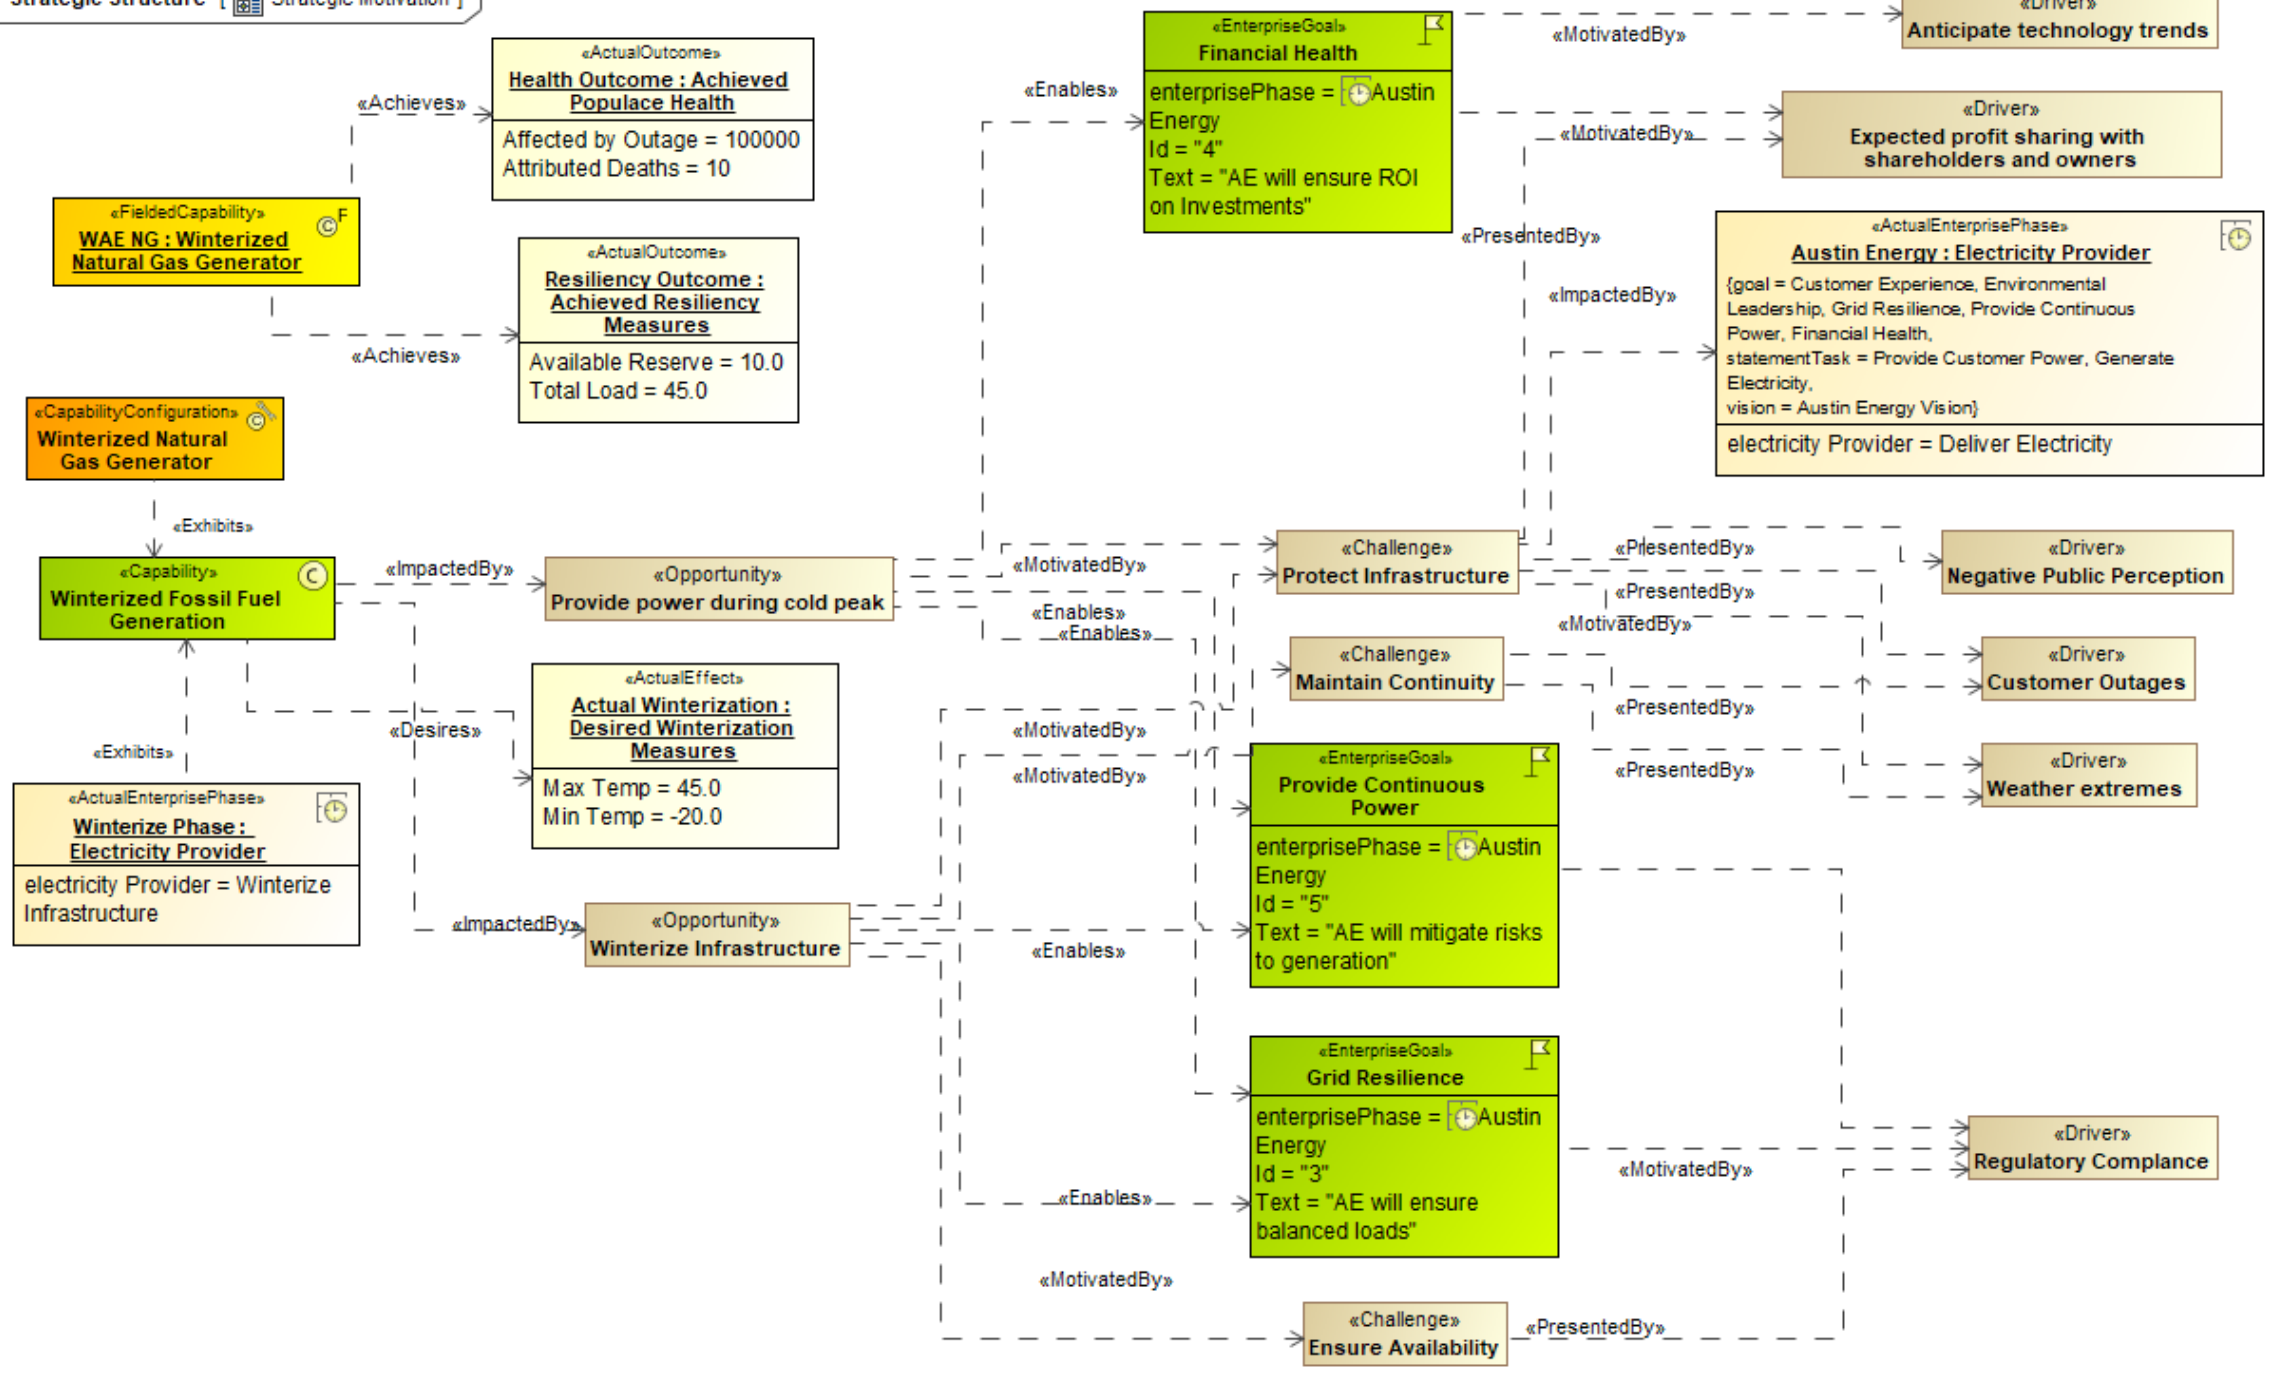 Strategic Structure [ Strategic Motivation ]
«ActualOutcome»
Health Outcome : Achieved
Populace Health
Affected by Outage = 100000
Attributed Deaths = 10
«Achieves»
«FieldedCapability»
WAE NG : Winterized
Natural Gas Generator
F
«Achieves»
«ActualOutcome»
Resiliency Outcome :
Achieved Resiliency
Measures
Available Reserve = 10.0
Total Load = 45.0
«CapabilityConfiguration»
Winterized Natural
Gas Generator
«Exhibits»
«Capability»
Winterized Fossil Fuel
Generation
C
«ImpactedBy»
«Opportunity»
Provide power during cold peak
«Desires»
«ActualEffect»
Actual Winterization :
Desired Winterization
Measures
Max Temp = 45.0
Min Temp = -20.0
«Exhibits»
«ActualEnterprisePhase»
Winterize Phase :
Electricity Provider
electricity Provider = Winterize
Infrastructure
«ImpactedBy»
«Opportunity»
Winterize Infrastructure
«Enables»
«EnterpriseGoal»
Financial Health
enterprisePhase = Austin
Energy
Id = "4"
Text = "AE will ensure ROI
on Investments"
«MotivatedBy»
«Driver»
Anticipate technology trends
«MotivatedBy»
«Driver»
Expected profit sharing with
shareholders and owners
«PresentedBy»
«ImpactedBy»
«ActualEnterprisePhase»
Austin Energy : Electricity Provider
{goal = Customer Experience, Environmental
Leadership, Grid Resilience, Provide Continuous
Power, Financial Health,
statementTask = Provide Customer Power, Generate
Electricity,
vision = Austin Energy Vision}
electricity Provider = Deliver Electricity
«MotivatedBy»
«Enables»
«Enables»
«Challenge»
Protect Infrastructure
«PresentedBy»
«PresentedBy»
«MotivatedBy»
«Driver»
Negative Public Perception
«Challenge»
Maintain Continuity
«PresentedBy»
«PresentedBy»
«Driver»
Customer Outages
«Driver»
Weather extremes
«MotivatedBy»
«MotivatedBy»
«EnterpriseGoal»
Provide Continuous
Power
enterprisePhase = Austin
Energy
Id = "5"
Text = "AE will mitigate risks
to generation"
«Enables»
«EnterpriseGoal»
Grid Resilience
enterprisePhase = Austin
Energy
Id = "3"
Text = "AE will ensure
balanced loads"
«Enables»
«MotivatedBy»
«Driver»
Regulatory Compliance
«MotivatedBy»
«Challenge»
Ensure Availability
«PresentedBy»